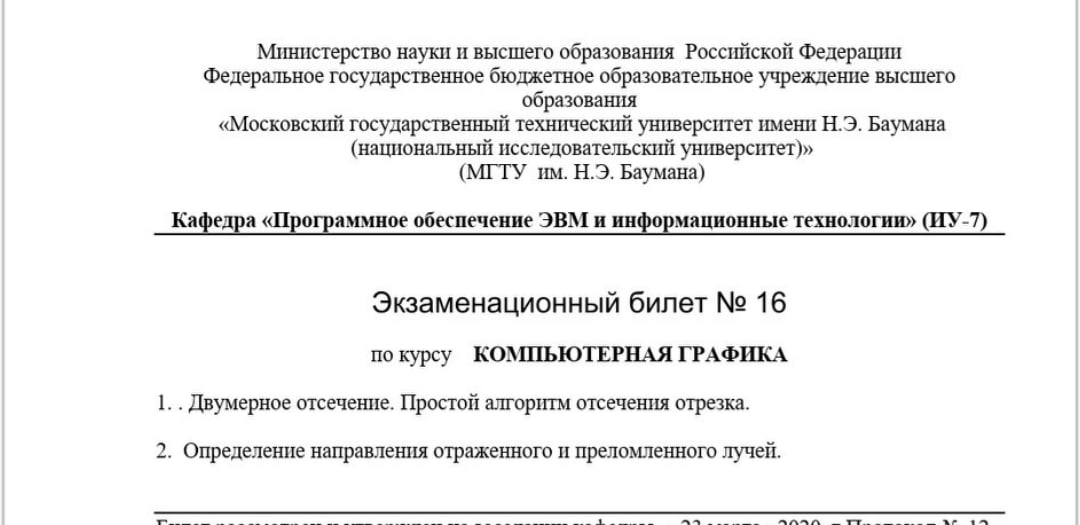 Министерство науки и высшего образования Российской Федерации
Федеральное государственное бюджетное образовательное учреждение высшего
образования
«Московский государственный технический университет имени Н.Э. Баумана
(национальный исследовательский университет)»
(МГТУ им. Н.Э. Баумана)
Кафедра «Программное обеспечение ЭВМ и информационные технологии» (ИУ-7)
Экзаменационный билет № 16
по курсу КОМПЬЮТЕРНАЯ ГРАФИКА
1. . Двумерное отсечение. Простой алгоритм отсечения отрезка.
2. Определение направления отраженного и преломленного лучей.